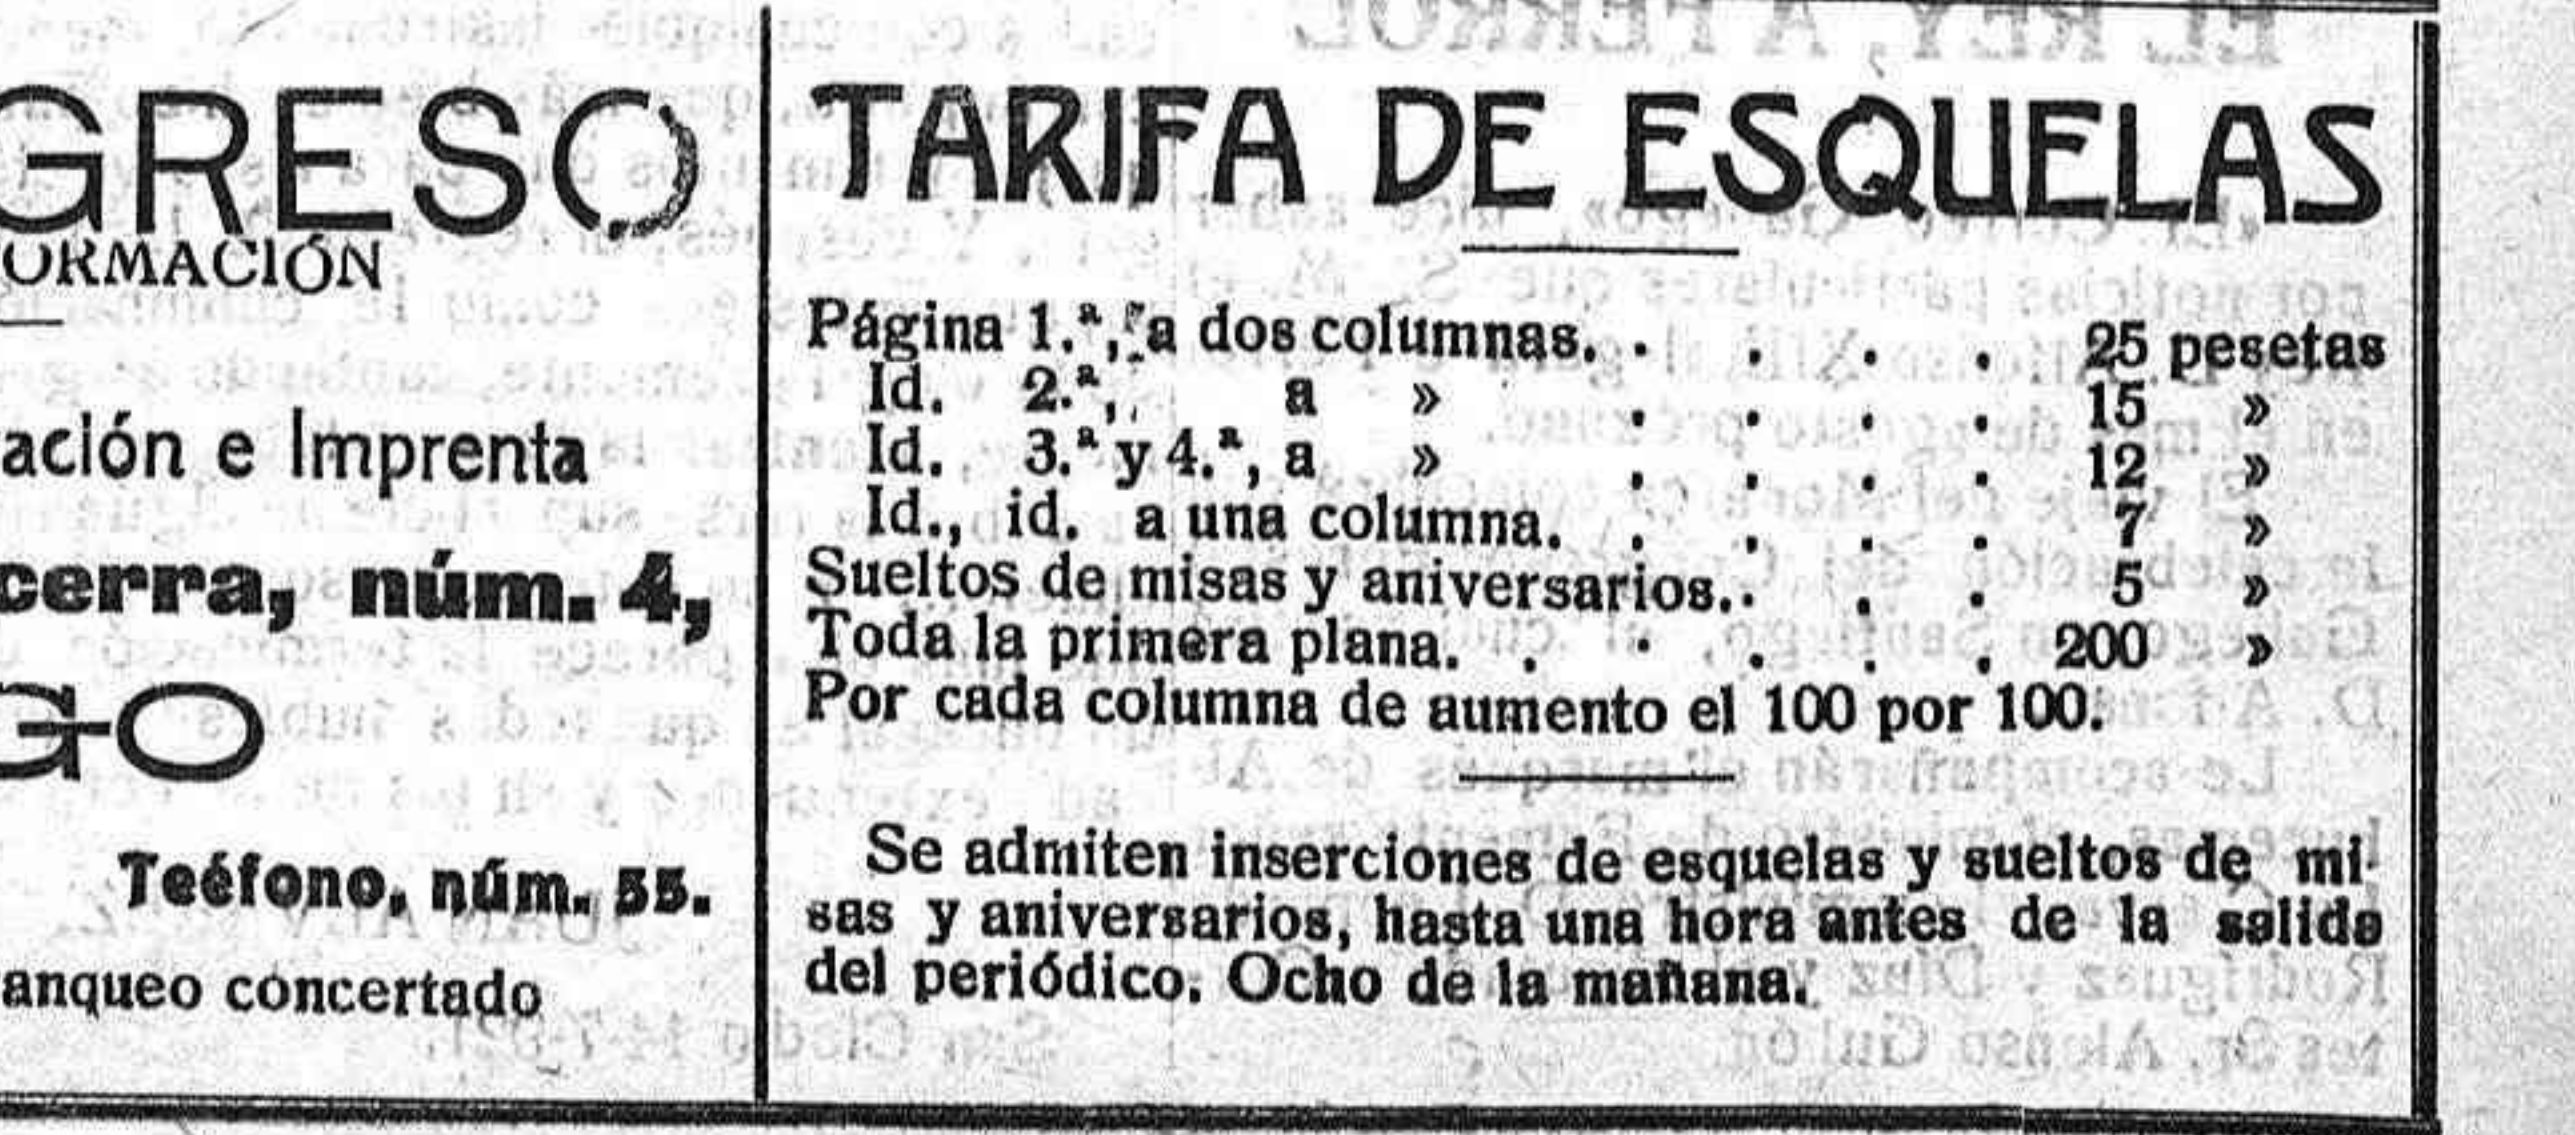 GRESO
ORMACIÓN
ación e Imprenta
cerra, núm. 4,
GO
Teéfono, núm. 55.
anqueo concertado
TARIFA DE ESQUELAS
Página 1.ª, a dos columnas. . . . . 25 pesetas
Id. 2.ª, a » . . . . 15 »
Id. 3.ª y 4.ª, a » . . . . 12 »
Id., id. a una columna. . . . . 7 »
Sueltos de misas y aniversarios. . . . 5 »
Toda la primera plana. . . . . . 200 »
Por cada columna de aumento el 100 por 100.
Se admiten inserciones de esquelas y sueltos de mi-
sas y aniversarios, hasta una hora antes de la salida
del periódico. Ocho de la mañana.